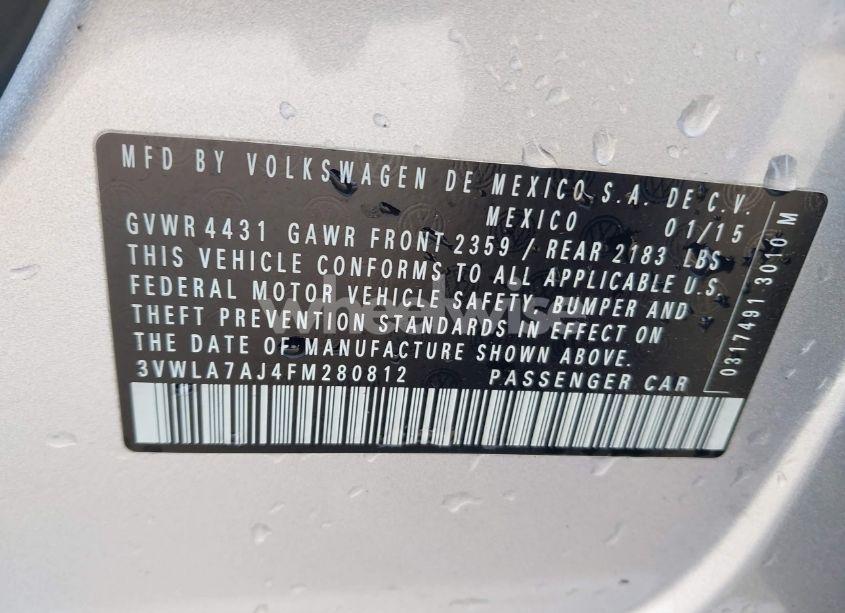 MFD BY VOLKSWAGEN DE MEXICO S.A. DE C.V.
MEXICO 01/15
GVWR 4431 GAWR FRONT 2359 / REAR 2183 LBS
THIS VEHICLE CONFORMS TO ALL APPLICABLE U.S.
FEDERAL MOTOR VEHICLE SAFETY, BUMPER AND
THEFT PREVENTION STANDARDS IN EFFECT ON
THE DATE OF MANUFACTURE SHOWN ABOVE.
3VWLA7AJ4FM280812 PASSENGER CAR
0317491 3010 M
wheelwise